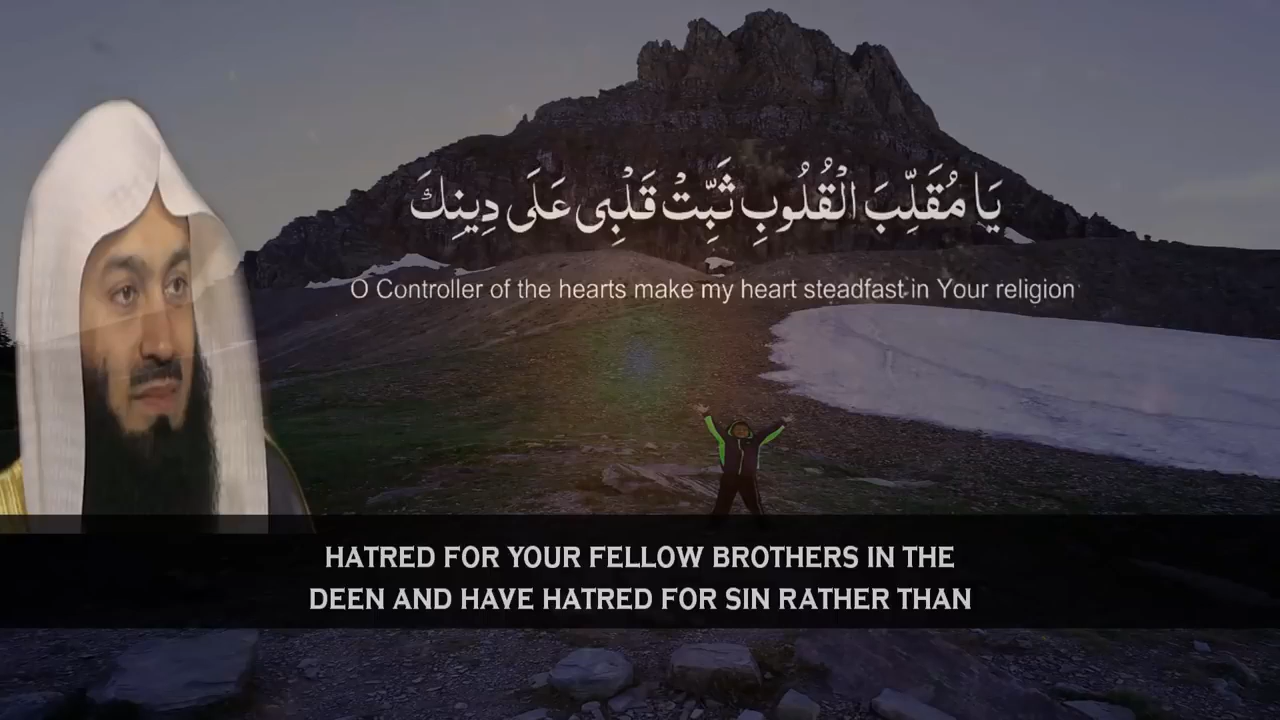 يَا مُقَلِّبَ الْقُلُوبِ ثَبِّتْ قَلْبِى عَلَى دِينِكَ
O Controller of the hearts make my heart steadfast in Your religion
HATRED FOR YOUR FELLOW BROTHERS IN THE
DEEN AND HAVE HATRED FOR SIN RATHER THAN